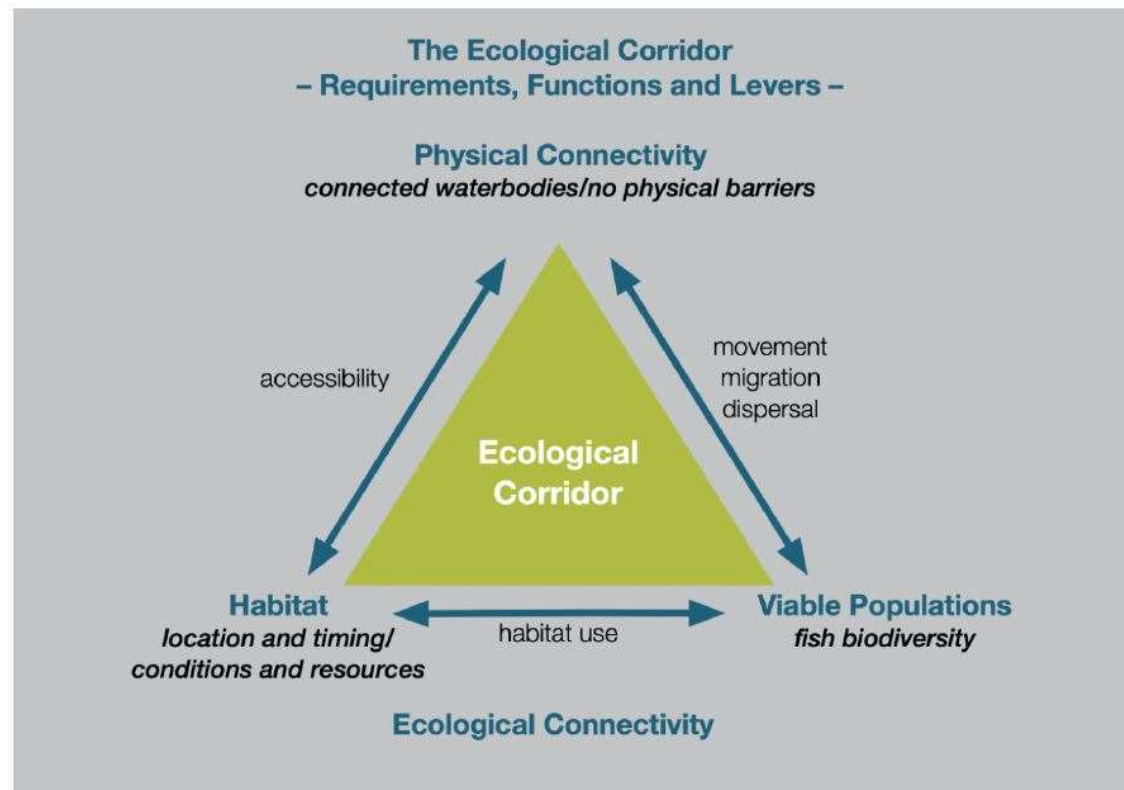 The Ecological Corridor
– Requirements, Functions and Levers –
Physical Connectivity
connected waterbodies/no physical barriers
accessibility
movement
migration
dispersal
Ecological
Corridor
Habitat
location and timing/
conditions and resources
habitat use
Viable Populations
fish biodiversity
Ecological Connectivity